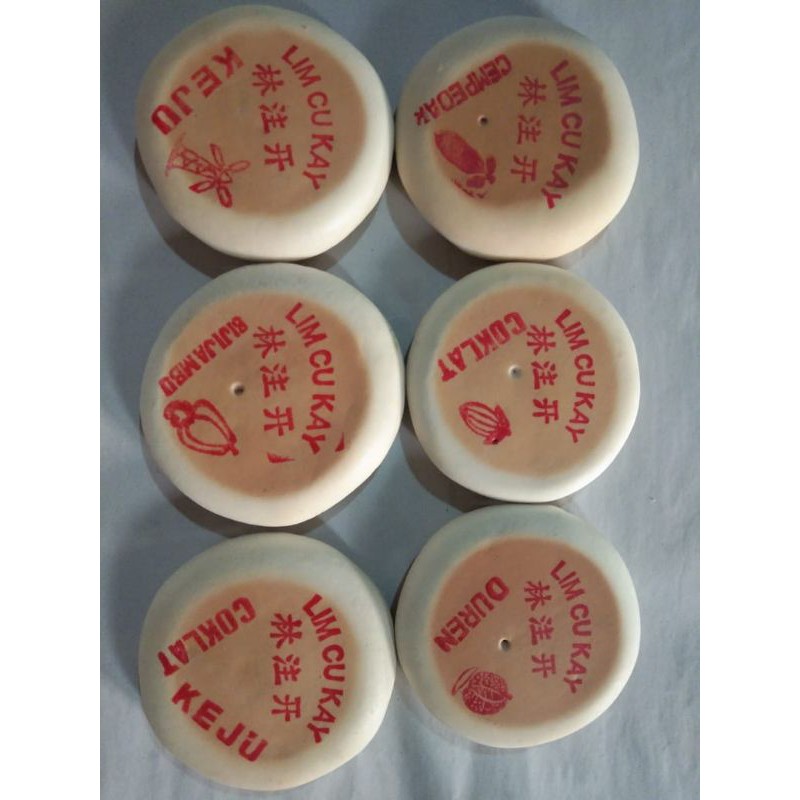 LIM CU KAY
林注开
KEJU
LIM CU KAY
林注开
CEMPEDAK
LIM CU KAY
林注开
BIJIJAMBU
LIM CU KAY
林注开
COKLAT
LIM CU KAY
林注开
COKLAT
KEJU
LIM CU KAY
林注开
DUREN